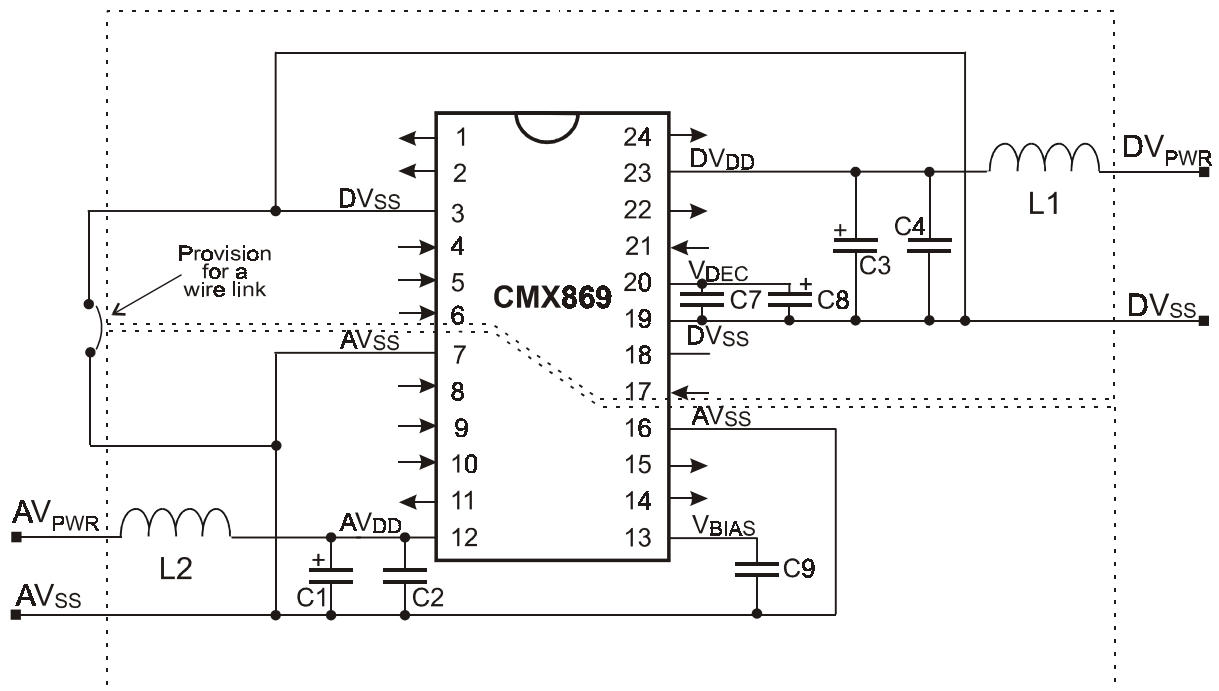 1
24
DVDD
DVPWR
2
23
L1
DVSS
3
22
+
C4
C3
4
21
Provision
for a
wire link
5
20
VDEC
+
C7
C8
CMX869
6
19
DVSS
DVSS
AVSS
7
18
8
17
AVSS
9
16
10
15
11
14
AVPWR
AVDD
12
13
VBIAS
L2
+
C1
C2
C9
AVSS